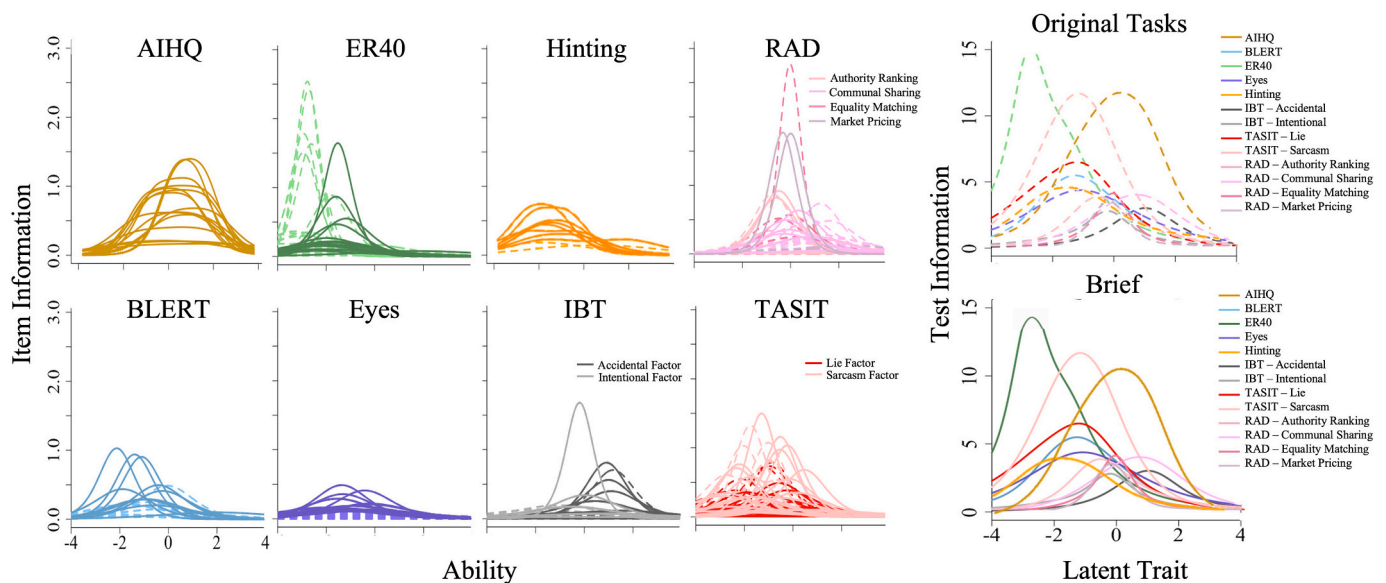 AIHQ
ER40
Hinting
RAD
Authority Ranking
Communal Sharing
Equality Matching
Market Pricing
3.0
2.0
1.0
0.0
Item Information
BLERT
Eyes
IBT
Accidental Factor
Intentional Factor
TASIT
Lie Factor
Sarcasm Factor
3.0
2.0
1.0
0.0
-4 -2 0 2 4
Ability
Original Tasks
15
10
5
0
AIHQ
BLERT
ER40
Eyes
Hinting
IBT – Accidental
IBT – Intentional
TASIT – Lie
TASIT – Sarcasm
RAD – Authority Ranking
RAD – Communal Sharing
RAD – Equality Matching
RAD – Market Pricing
-4 -2 0 2 4
Test Information
Brief
15
10
5
0
AIHQ
BLERT
ER40
Eyes
Hinting
IBT – Accidental
IBT – Intentional
TASIT – Lie
TASIT – Sarcasm
RAD – Authority Ranking
RAD – Communal Sharing
RAD – Equality Matching
RAD – Market Pricing
-4 -2 0 2 4
Latent Trait